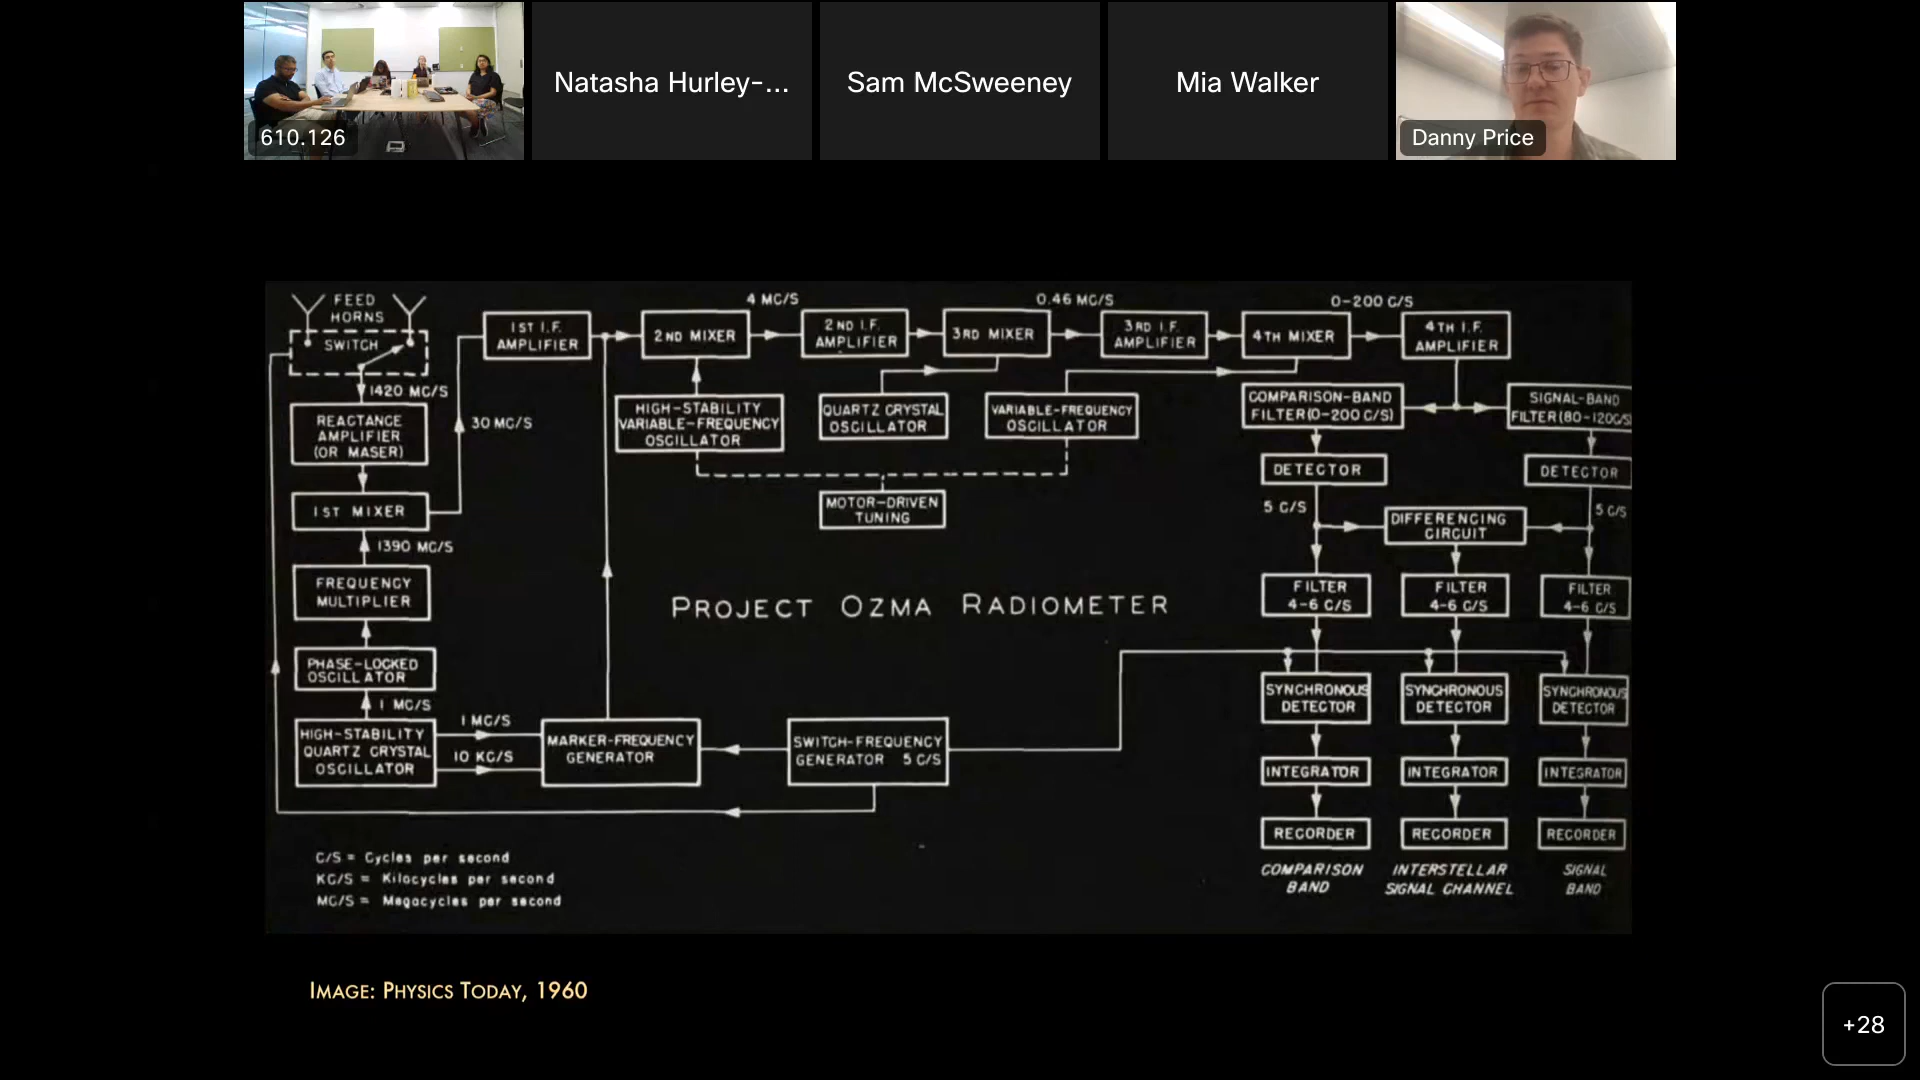 610.126
Natasha Hurley-...
Sam McSweeney
Mia Walker
Danny Price
FEED
HORNS
SWITCH
1420 MC/S
REACTANCE
AMPLIFIER
(OR MASER)
1ST MIXER
1390 MC/S
FREQUENCY
MULTIPLIER
PHASE-LOCKED
OSCILLATOR
1 MC/S
HIGH-STABILITY
QUARTZ CRYSTAL
OSCILLATOR
1 MC/S
10 KC/S
MARKER-FREQUENCY
GENERATOR
SWITCH-FREQUENCY
GENERATOR 5 C/S
30 MC/S
1ST I.F.
AMPLIFIER
2ND MIXER
4 MC/S
2ND I.F.
AMPLIFIER
3RD MIXER
0.46 MC/S
3RD I.F.
AMPLIFIER
4TH MIXER
0-200 C/S
4TH I.F.
AMPLIFIER
HIGH-STABILITY
VARIABLE-FREQUENCY
OSCILLATOR
QUARTZ CRYSTAL
OSCILLATOR
VARIABLE-FREQUENCY
OSCILLATOR
MOTOR-DRIVEN
TUNING
PROJECT OZMA RADIOMETER
COMPARISON-BAND
FILTER(0-200 C/S)
SIGNAL-BAND
FILTER(80-120C/S
DETECTOR
DETECTOR
5 C/S
5 C/S
DIFFERENCING
CIRCUIT
FILTER
4-6 C/S
FILTER
4-6 C/S
FILTER
4-6 C/S
SYNCHRONOUS
DETECTOR
SYNCHRONOUS
DETECTOR
SYNCHRONOUS
DETECTOR
INTEGRATOR
INTEGRATOR
INTEGRATOR
RECORDER
RECORDER
RECORDER
COMPARISON
BAND
INTERSTELLAR
SIGNAL CHANNEL
SIGNAL
BAND
C/S = Cycles per second
KC/S = Kilocycles per second
MC/S = Megacycles per second
IMAGE: PHYSICS TODAY, 1960
+28